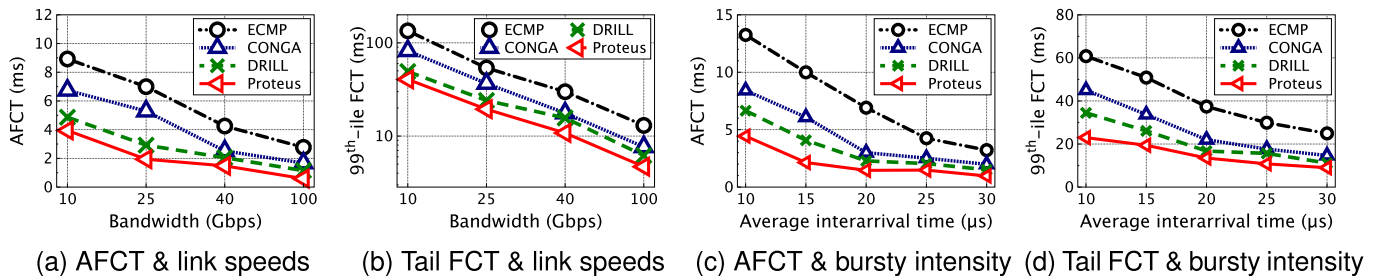 12
10
8
6
4
2
0
AFCT (ms)
ECMP
CONGA
DRILL
Proteus
10 25 40 100
Bandwidth (Gbps)
(a) AFCT & link speeds
100
10
99th-ile FCT (ms)
ECMP DRILL
CONGA Proteus
10 25 40 100
Bandwidth (Gbps)
(b) Tail FCT & link speeds
15
10
5
0
AFCT (ms)
ECMP
CONGA
DRILL
Proteus
10 15 20 25 30
Average interarrival time (μs)
(c) AFCT & bursty intensity
80
60
40
20
0
99th-ile FCT (ms)
ECMP
CONGA
DRILL
Proteus
10 15 20 25 30
Average interarrival time (μs)
(d) Tail FCT & bursty intensity